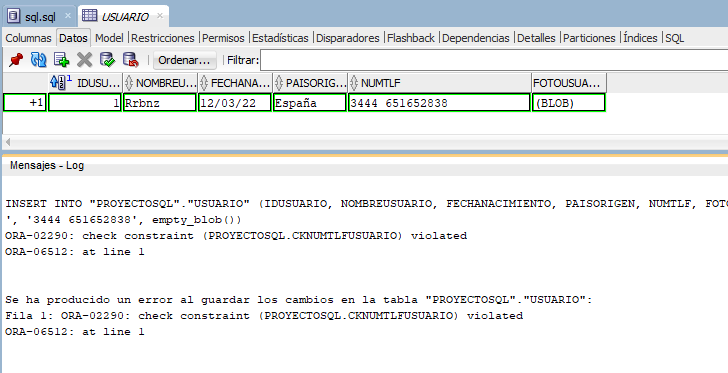 sql.sql USUARIO
Columnas Datos Model Restricciones Permisos Estadísticas Disparadores Flashback Dependencias Detalles Particiones Índices SQL
Ordenar... Filtrar:
IDUSU... NOMBREU... FECHANA... PAISORIG... NUMTLF FOTOUSUA...
+1 1 Rrbnz 12/03/22 España 3444 651652838 (BLOB)
Mensajes - Log
INSERT INTO "PROYECTOSQL"."USUARIO" (IDUSUARIO, NOMBREUSUARIO, FECHANACIMIENTO, PAISORIGEN, NUMTLF, FOTO
', '3444 651652838', empty_blob())
ORA-02290: check constraint (PROYECTOSQL.CKNUMTLFUSUARIO) violated
ORA-06512: at line 1
Se ha producido un error al guardar los cambios en la tabla "PROYECTOSQL"."USUARIO":
Fila 1: ORA-02290: check constraint (PROYECTOSQL.CKNUMTLFUSUARIO) violated
ORA-06512: at line 1